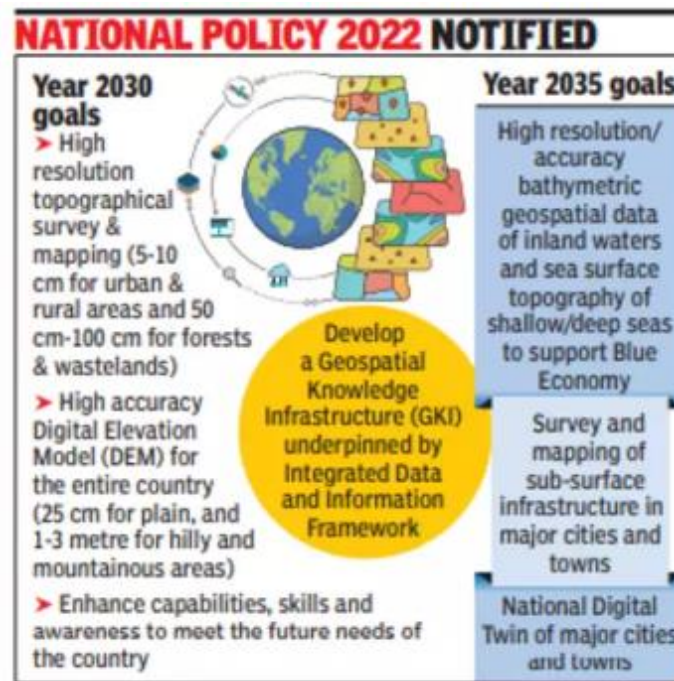 NATIONAL POLICY 2022 NOTIFIED
Year 2030
goals
➤ High
resolution
topographical
survey &
mapping (5-10
cm for urban &
rural areas and 50
cm-100 cm for forests
& wastelands)
➤ High accuracy
Digital Elevation
Model (DEM) for
the entire country
(25 cm for plain, and
1-3 metre for hilly and
mountainous areas)
➤ Enhance capabilities, skills and
awareness to meet the future needs of
the country
Develop
a Geospatial
Knowledge
Infrastructure (GKI)
underpinned by
Integrated Data
and Information
Framework
Year 2035 goals
High resolution/
accuracy
bathymetric
geospatial data
of inland waters
and sea surface
topography of
shallow/deep seas
to support Blue
Economy
Survey and
mapping of
sub-surface
infrastructure in
major cities and
towns
National Digital
Twin of major cities
and towns